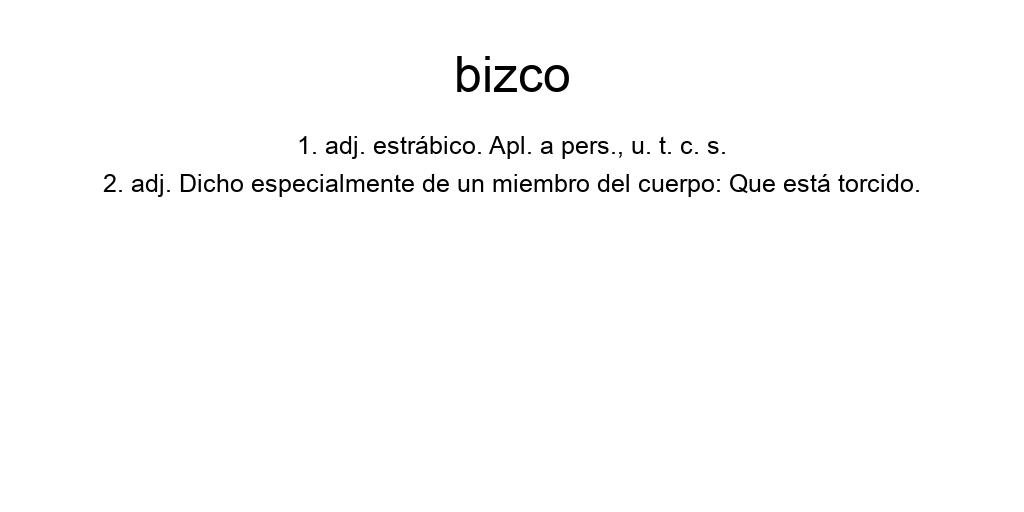 bizco
1. adj. estrábico. Apl. a pers., u. t. c. s.
2. adj. Dicho especialmente de un miembro del cuerpo: Que está torcido.